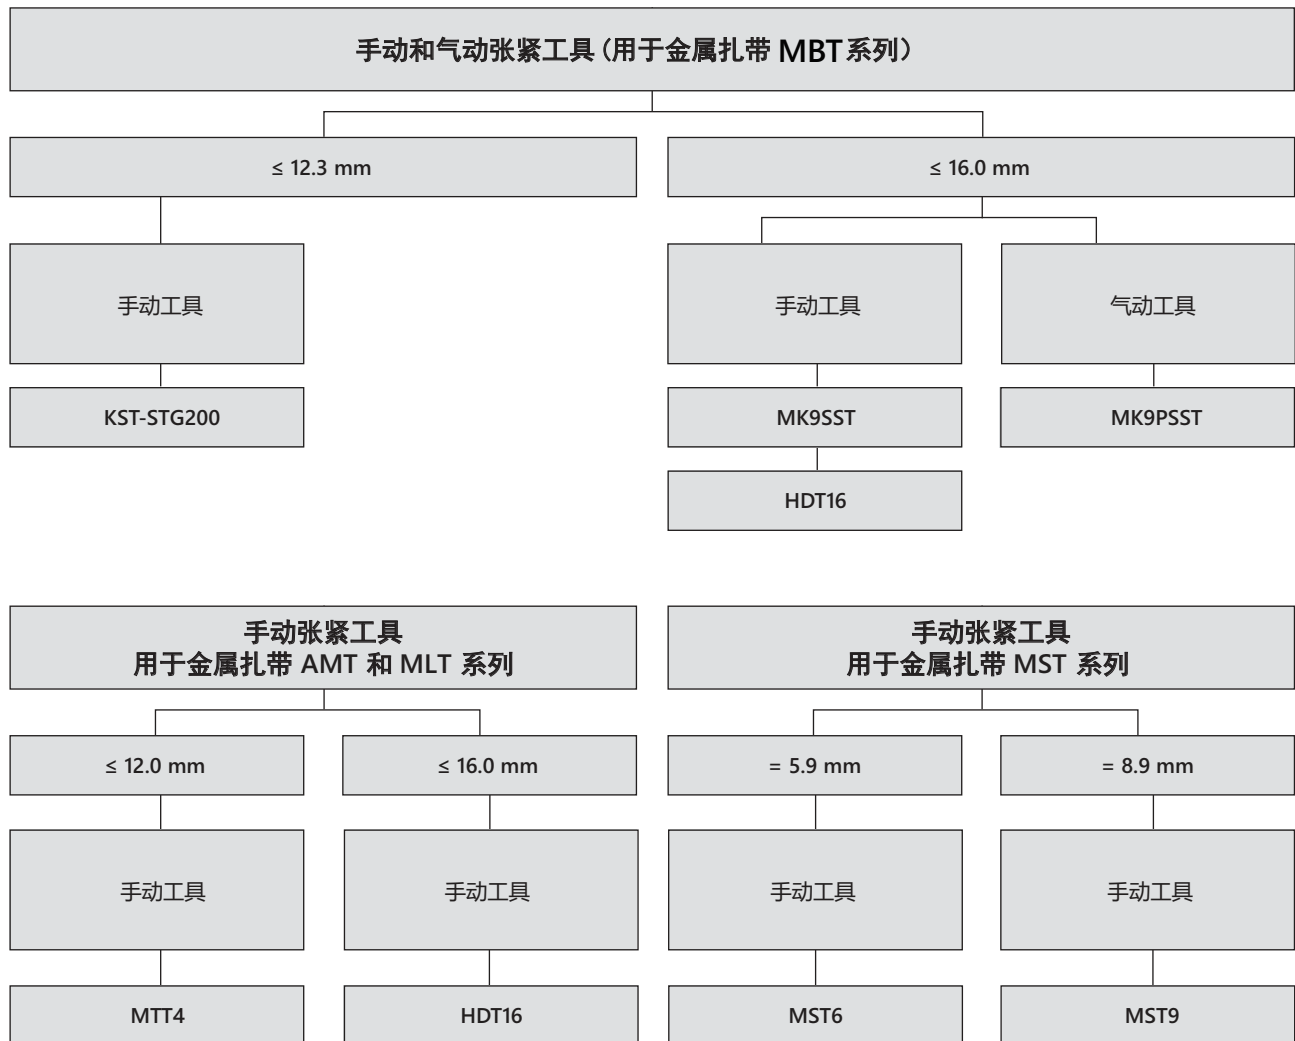 手动和气动张紧工具（用于金属扎带 MBT 系列）
≤ 12.3 mm
≤ 16.0 mm
手动工具
手动工具
气动工具
KST-STG200
MK9SST
MK9PSST
HDT16
手动张紧工具
用于金属扎带 AMT 和 MLT 系列
手动张紧工具
用于金属扎带 MST 系列
≤ 12.0 mm
≤ 16.0 mm
= 5.9 mm
= 8.9 mm
手动工具
手动工具
手动工具
手动工具
MTT4
HDT16
MST6
MST9